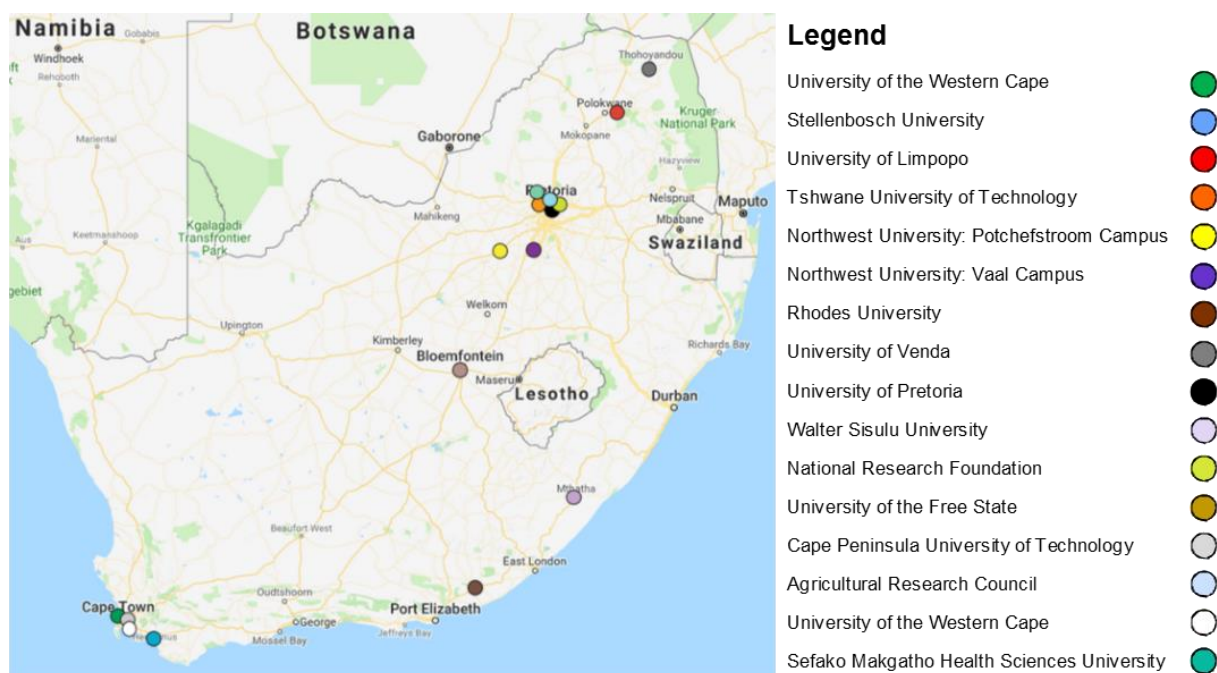 Namibia
Gobabis
Botswana
Windhoek
Rehoboth
Thohoyandou
Polokwane
Kruger
National Park
Mokopane
Mariental
Gaborone
Hazyview
Pretoria
Nelspruit
Maputo
Mahikeng
Mbabane
Kgalagadi
Transfrontier
Park
Aus
Keetmanshoop
Swaziland
gebiet
Welkom
Upington
Kimberley
Richards Bay
Bloemfontein
Maseru
Lesotho
Durban
Mthatha
Beaufort West
East London
Oudtshoorn
Cape Town
Port Elizabeth
George
Jeffreys Bay
Mossel Bay
Legend
University of the Western Cape
Stellenbosch University
University of Limpopo
Tshwane University of Technology
Northwest University: Potchefstroom Campus
Northwest University: Vaal Campus
Rhodes University
University of Venda
University of Pretoria
Walter Sisulu University
National Research Foundation
University of the Free State
Cape Peninsula University of Technology
Agricultural Research Council
University of the Western Cape
Sefako Makgatho Health Sciences University